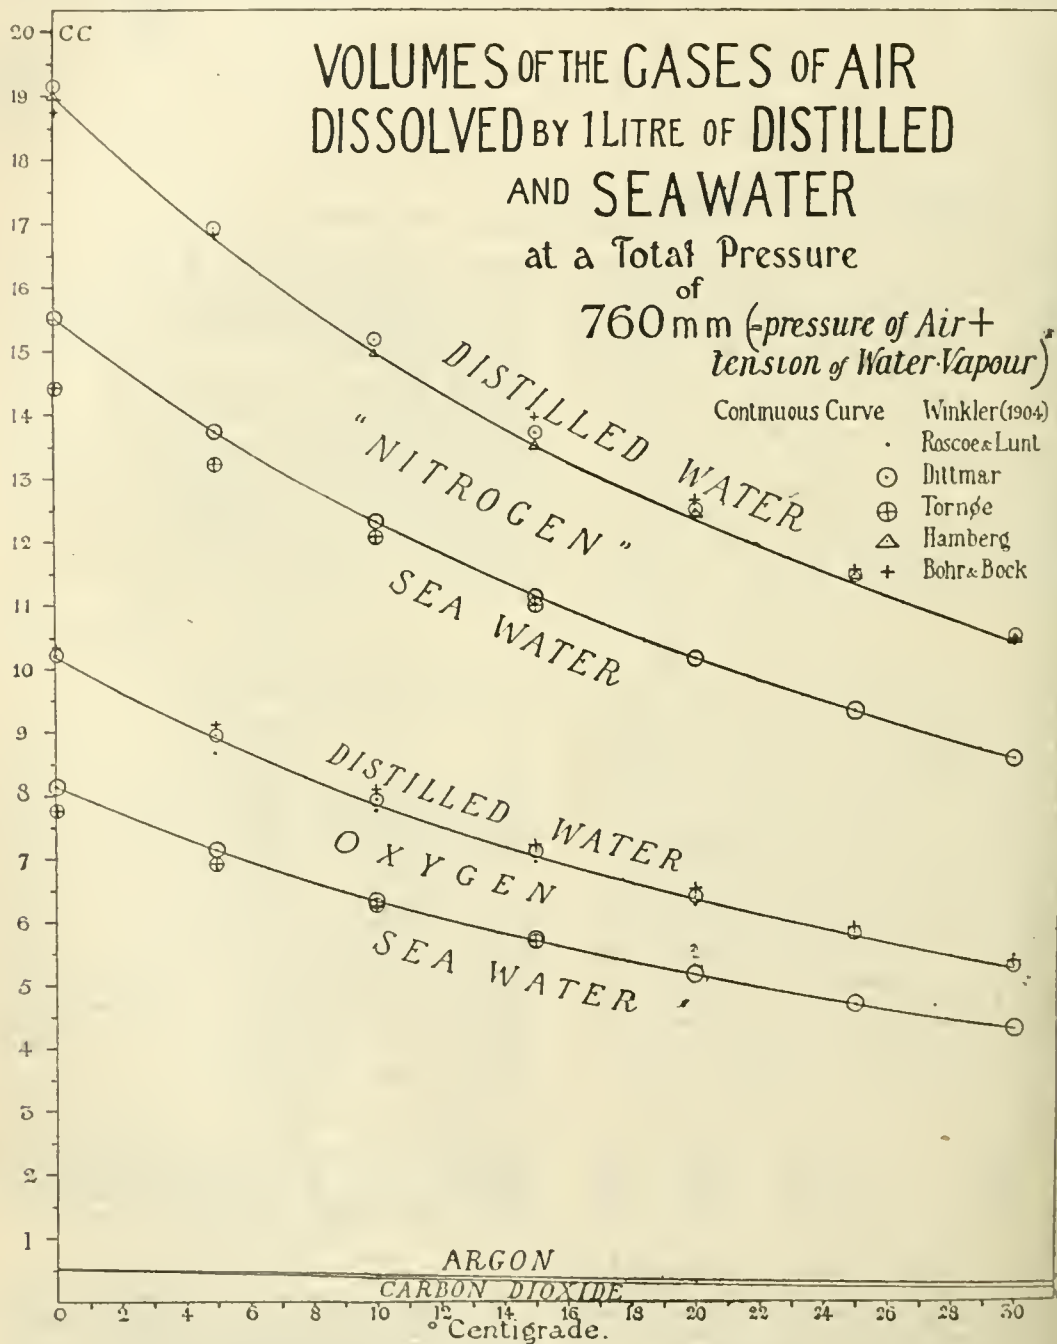 VOLUMES OF THE GASES OF AIR
DISSOLVED BY 1 LITRE OF DISTILLED
AND SEA WATER
at a Total Pressure
of
760 mm (=pressure of Air +
tension of Water-Vapour)
Continuous Curve Winkler (1904)
Roscoe & Lunt
Dittmar
Tornøe
Hamberg
Bohr & Bock
CC
20
19
18
17
16
15
14
13
12
11
10
9
8
7
6
5
4
3
2
1
DISTILLED WATER
"NITROGEN"
SEA WATER
DISTILLED WATER
OXYGEN
SEA WATER
ARGON
CARBON DIOXIDE
0 2 4 6 8 10 12 14 16 18 20 22 24 26 28 30
° Centigrade.